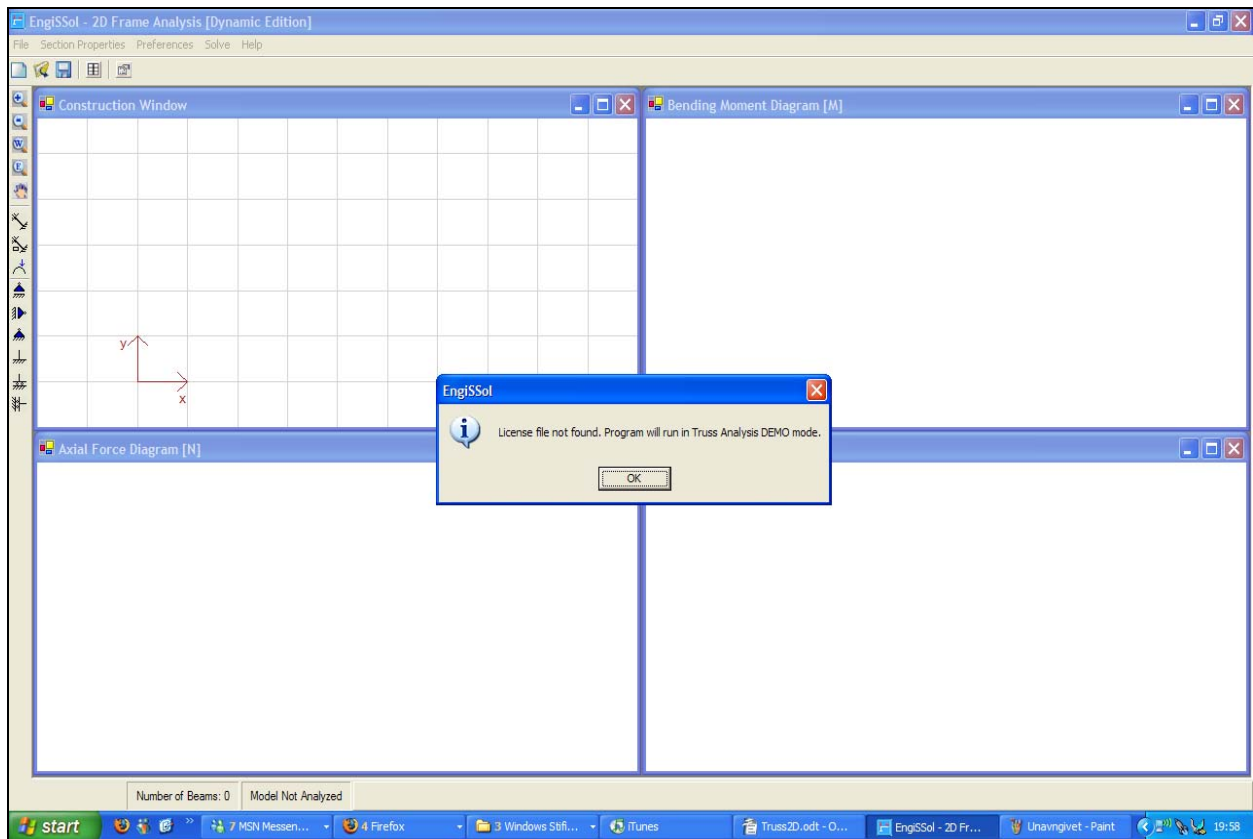 EngiSSol - 2D Frame Analysis [Dynamic Edition]
File Section Properties Preferences Solve Help
Construction Window
Bending Moment Diagram [M]
W
E
y
x
EngiSSol
License file not found. Program will run in Truss Analysis DEMO mode.
OK
Axial Force Diagram [N]
Number of Beams: 0 Model Not Analyzed
start 7 MSN Messen... 4 Firefox 3 Windows Stifi... iTunes Truss2D.odt - O... EngiSSol - 2D Fr... Unavngivet - Paint 19:58